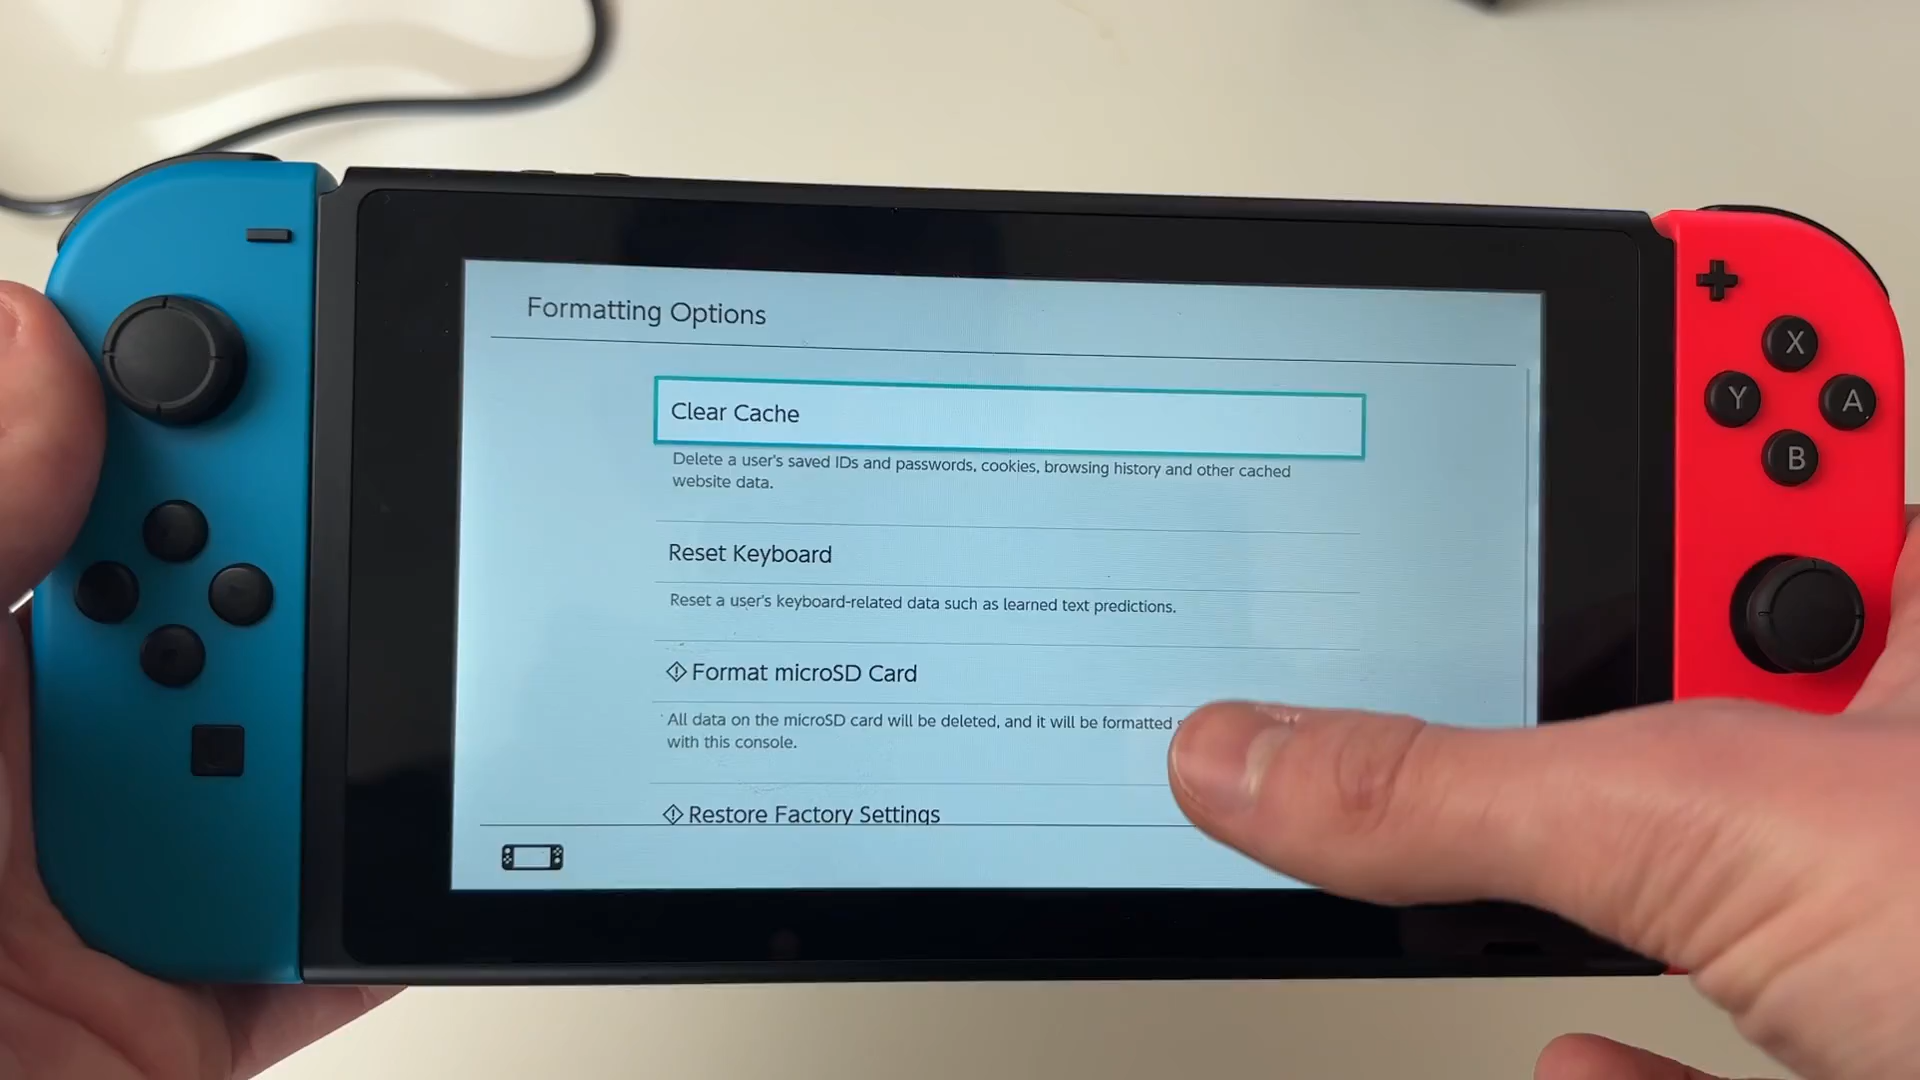 Formatting Options
Clear Cache
Delete a user's saved IDs and passwords, cookies, browsing history and other cached
website data.
Reset Keyboard
Reset a user's keyboard-related data such as learned text predictions.
Format microSD Card
All data on the microSD card will be deleted, and it will be formatted
with this console.
Restore Factory Settings
X
Y
A
B